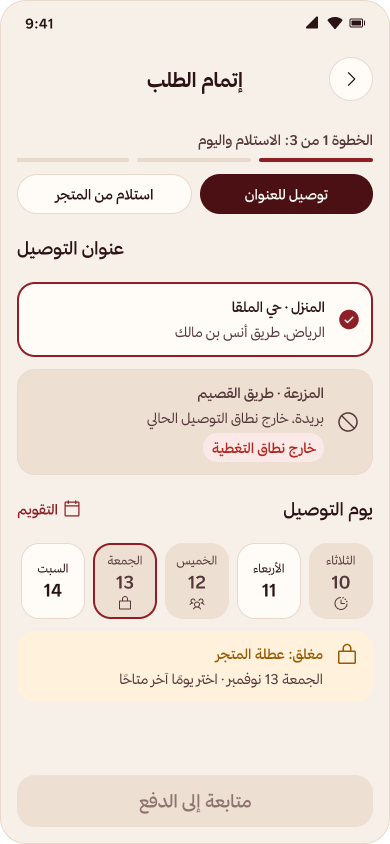 9:41
إتمام الطلب
الخطوة 1 من 3: الاستلام واليوم
توصيل للعنوان
استلام من المتجر
عنوان التوصيل
المنزل · حي الملقا
الرياض، طريق أنس بن مالك
المزرعة · طريق القصيم
بريدة، خارج نطاق التوصيل الحالي
خارج نطاق التغطية
يوم التوصيل
التقويم
الثلاثاء
10
الأربعاء
11
الخميس
12
الجمعة
13
السبت
14
مغلق: عطلة المتجر
الجمعة 13 نوفمبر · اختر يومًا آخر متاحًا
متابعة إلى الدفع